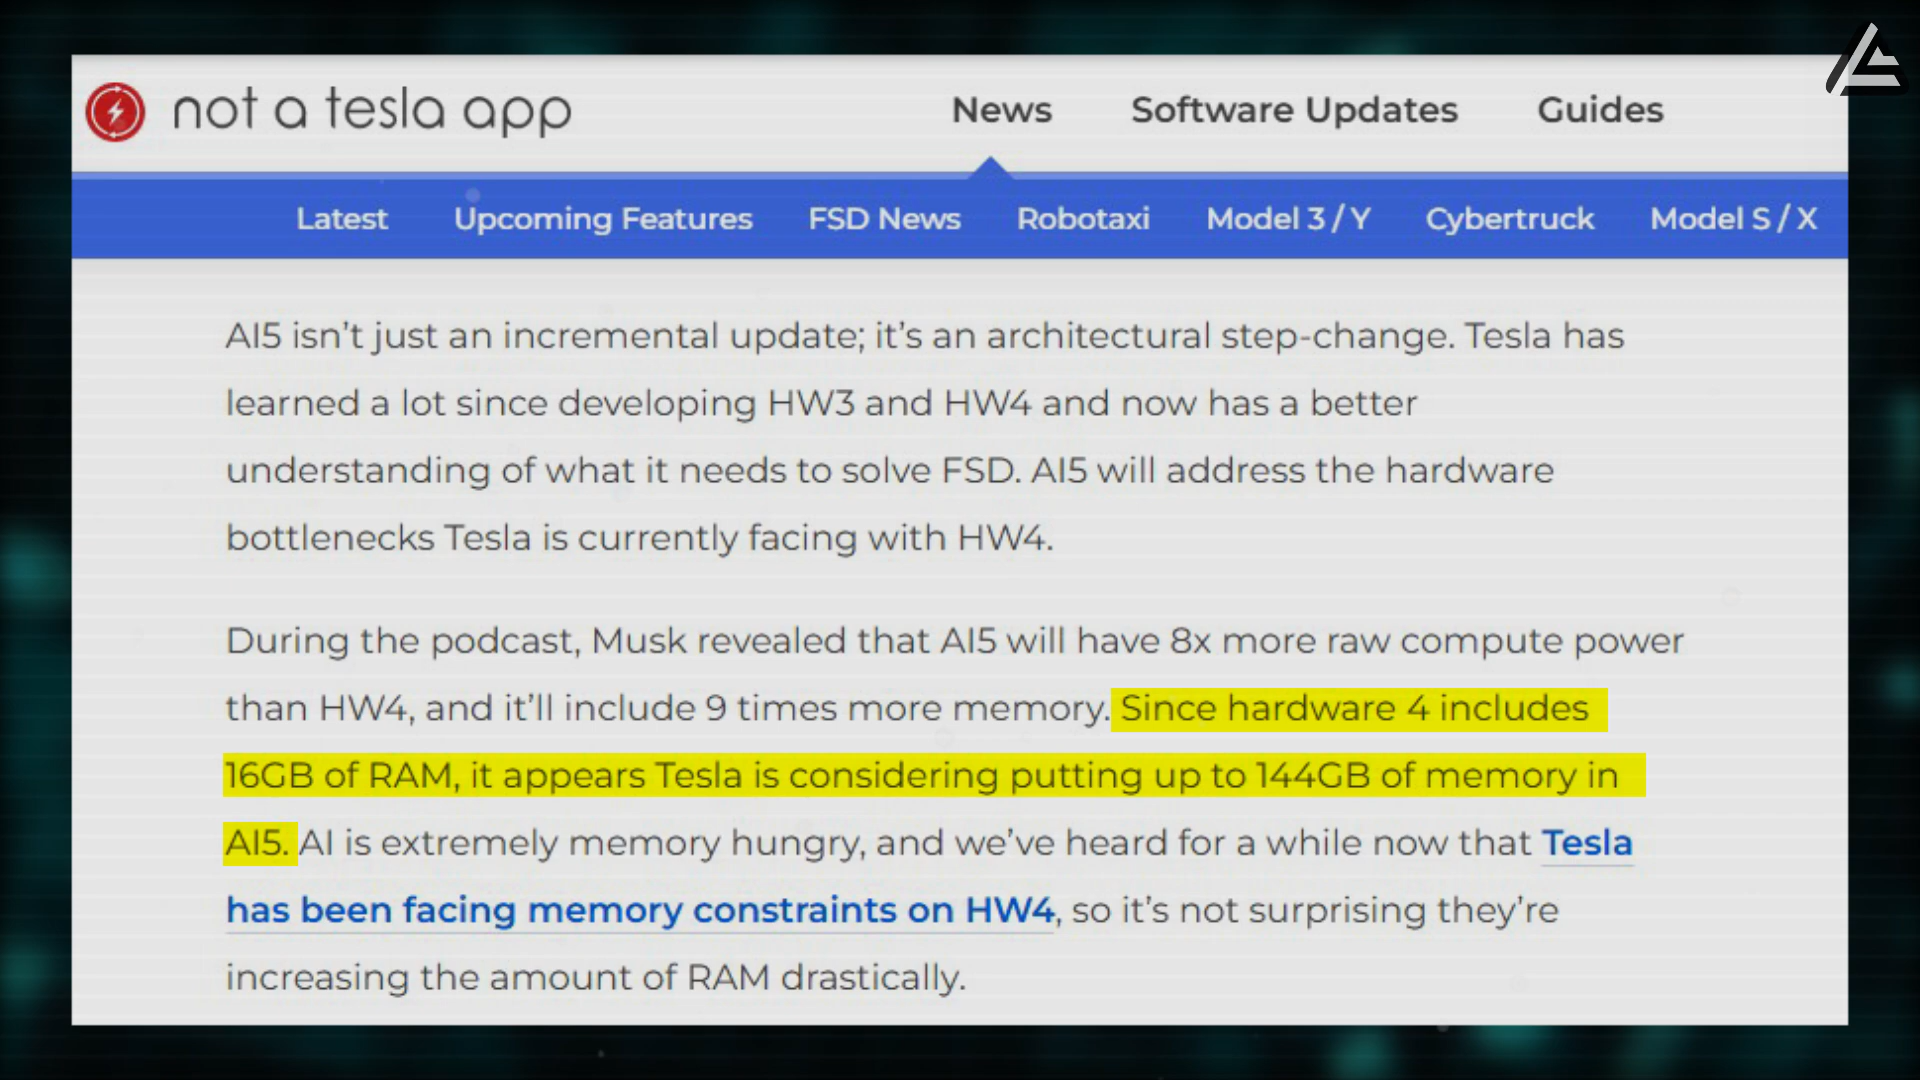 not a tesla app
News Software Updates Guides
Latest Upcoming Features FSD News Robotaxi Model 3 / Y Cybertruck Model S / X
AI5 isn’t just an incremental update; it’s an architectural step-change. Tesla has
learned a lot since developing HW3 and HW4 and now has a better
understanding of what it needs to solve FSD. AI5 will address the hardware
bottlenecks Tesla is currently facing with HW4.
During the podcast, Musk revealed that AI5 will have 8x more raw compute power
than HW4, and it’ll include 9 times more memory. Since hardware 4 includes
16GB of RAM, it appears Tesla is considering putting up to 144GB of memory in
AI5. AI is extremely memory hungry, and we’ve heard for a while now that Tesla
has been facing memory constraints on HW4, so it’s not surprising they’re
increasing the amount of RAM drastically.